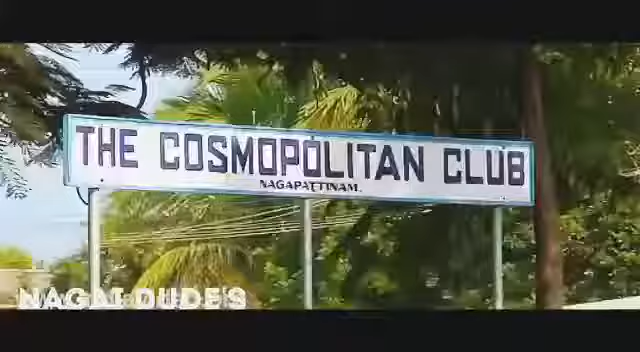 THE COSMOPOLITAN CLUB
NAGAPATTINAM.
NAGAI DUDE'S